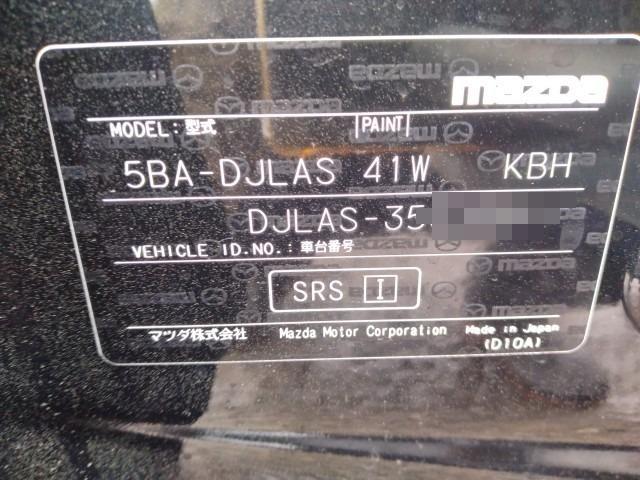 mazda
MODEL:型式 PAINT
5BA-DJLAS 41W KBH
DJLAS-35
VEHICLE ID.NO.:車台番号
SRS I
マツダ株式会社 Mazda Motor Corporation Made in Japan
(D10A)